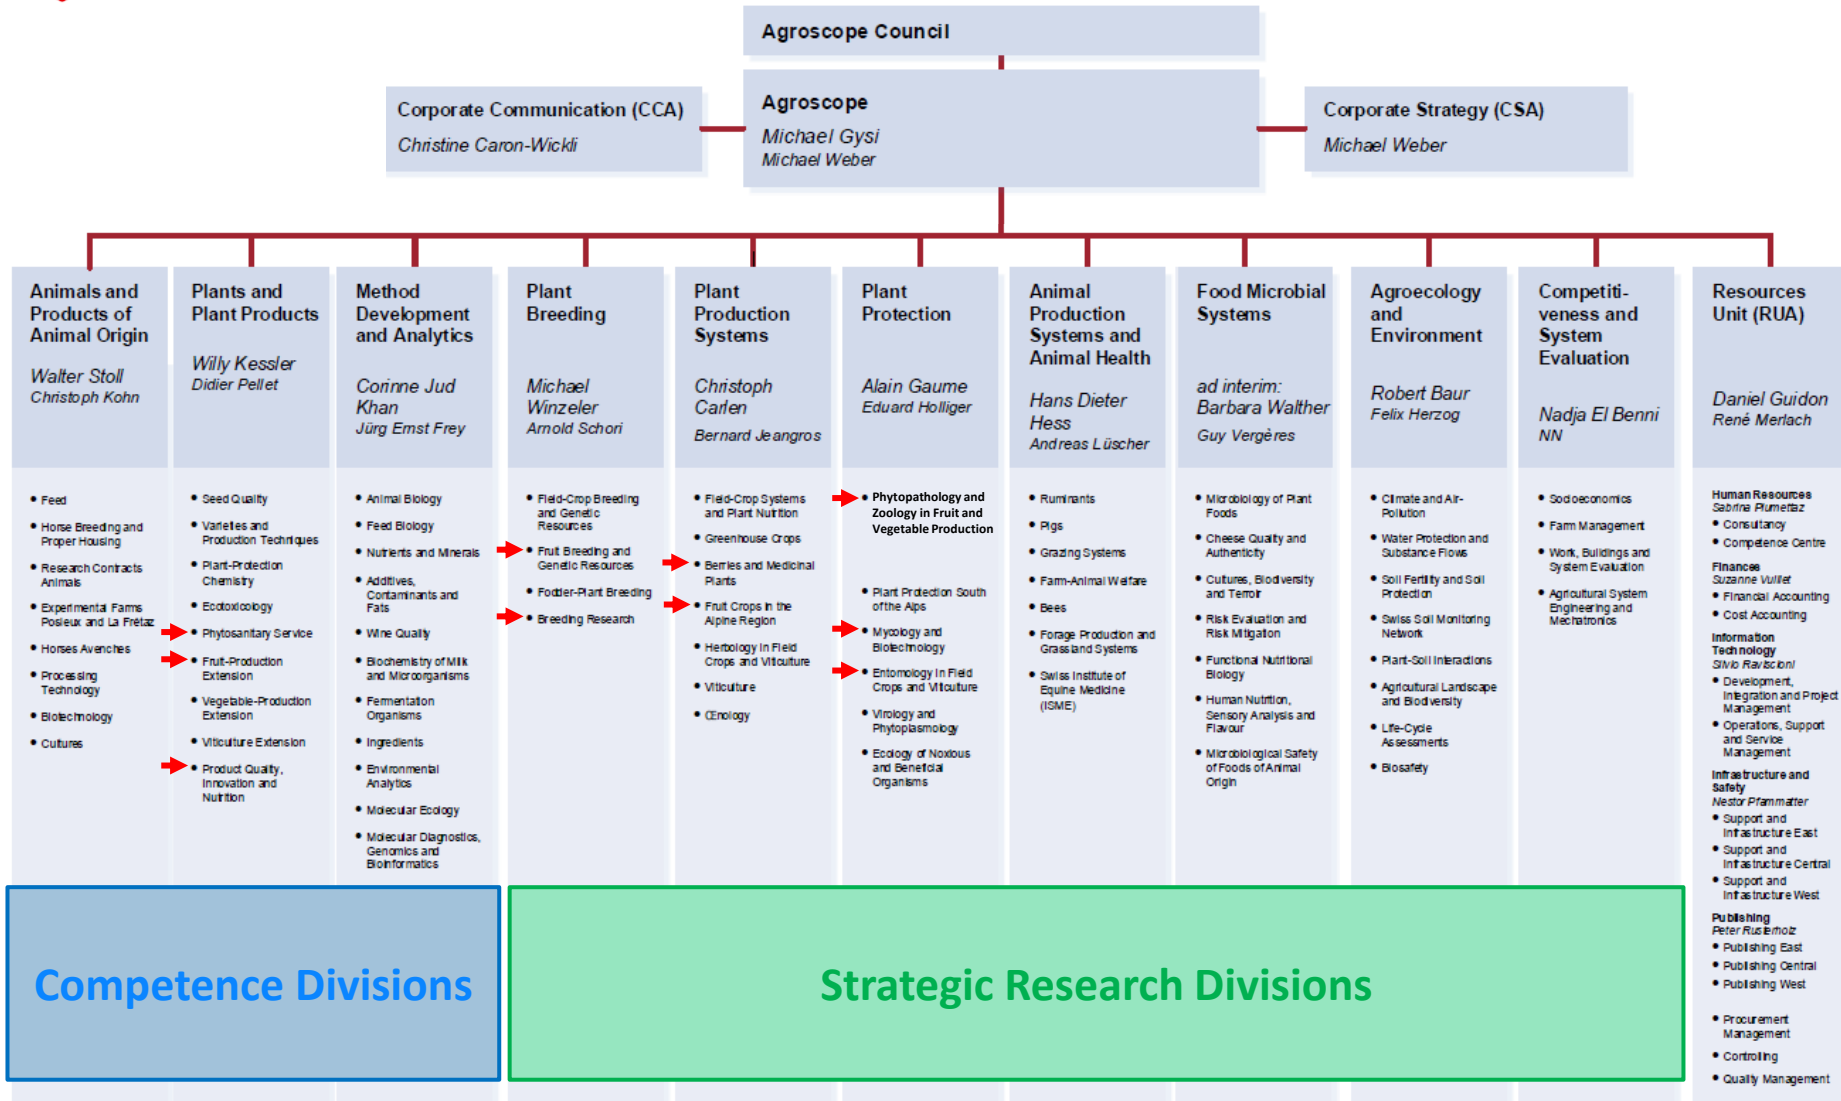 Agroscope Council
Agroscope
Michael Gysi
Michael Weber
Corporate Communication (CCA)
Christine Caron-Wickli
Corporate Strategy (CSA)
Michael Weber
Animals and
Products of
Animal Origin
Walter Stoll
Christoph Kohn
• Feed
• Horse Breeding and
Proper Housing
• Research Contracts
Animals
• Experimental Farms
Posieux and La Frétaz
• Horses Avenches
• Processing
Technology
• Biotechnology
• Cultures
Plants and
Plant Products
Willy Kessler
Didier Pellet
• Seed Quality
• Varieties and
Production Techniques
• Plant-Protection
Chemistry
• Ecotoxicology
• Phytosanitary Service
• Fruit-Production
Extension
• Vegetable-Production
Extension
• Viticulture Extension
• Product Quality,
Innovation and
Nutrition
Method
Development
and Analytics
Corinne Jud
Khan
Jürg Ernst Frey
• Animal Biology
• Feed Biology
• Nutrients and Minerals
• Additives,
Contaminants and
Fats
• Wine Quality
• Biochemistry of Milk
and Microorganisms
• Fermentation
Organisms
• Ingredients
• Environmental
Analytics
• Molecular Ecology
• Molecular Diagnostics,
Genomics and
Bioinformatics
Plant
Breeding
Michael
Winzeler
Arnold Schori
• Field-Crop Breeding
and Genetic
Resources
• Fruit Breeding and
Genetic Resources
• Fodder-Plant Breeding
• Breeding Research
Plant
Production
Systems
Christoph
Carlen
Bernard Jeangros
• Field-Crop Systems
and Plant Nutrition
• Greenhouse Crops
• Berries and Medicinal
Plants
• Fruit Crops in the
Alpine Region
• Herbology in Field
Crops and Viticulture
• Viticulture
• Œnology
Plant
Protection
Alain Gaume
Eduard Holliger
• Phytopathology and
Zoology in Fruit and
Vegetable Production
• Plant Protection South
of the Alps
• Mycology and
Biotechnology
• Entomology in Field
Crops and Viticulture
• Virology and
Phytoplasmology
• Ecology of Noxious
and Beneficial
Organisms
Animal
Production
Systems and
Animal Health
Hans Dieter
Hess
Andreas Lüscher
• Ruminants
• Pigs
• Grazing Systems
• Farm-Animal Welfare
• Bees
• Forage Production and
Grassland Systems
• Swiss Institute of
Equine Medicine
(ISME)
Food Microbial
Systems
ad interim:
Barbara Walther
Guy Vergères
• Microbiology of Plant
Foods
• Cheese Quality and
Authenticity
• Cultures, Biodiversity
and Terroir
• Risk Evaluation and
Risk Mitigation
• Functional Nutritional
Biology
• Human Nutrition,
Sensory Analysis and
Flavour
• Microbiological Safety
of Foods of Animal
Origin
Agroecology
and
Environment
Robert Baur
Felix Herzog
• Climate and Air-
Pollution
• Water Protection and
Substance Flows
• Soil Fertility and Soil
Protection
• Swiss Soil Monitoring
Network
• Plant-Soil Interactions
• Agricultural Landscape
and Biodiversity
• Life-Cycle
Assessments
• Biosafety
Competiti-
veness and
System
Evaluation
Nadja El Benni
NN
• Socioeconomics
• Farm Management
• Work, Buildings and
System Evaluation
• Agricultural System
Engineering and
Mechatronics
Resources
Unit (RUA)
Daniel Guidon
René Merlach
Human Resources
Sabrina Plumettaz
• Consultancy
• Competence Centre
Finances
Suzanne Vulliet
• Financial Accounting
• Cost Accounting
Information
Technology
Silvio Raviscioni
• Development,
Integration and Project
Management
• Operations, Support
and Service
Management
Infrastructure and
Safety
Nestor Pfammatter
• Support and
Infrastructure East
• Support and
Infrastructure Central
• Support and
Infrastructure West
Publishing
Peter Rusterholz
• Publishing East
• Publishing Central
• Publishing West
• Procurement
Management
• Controlling
• Quality Management
Competence Divisions
Strategic Research Divisions